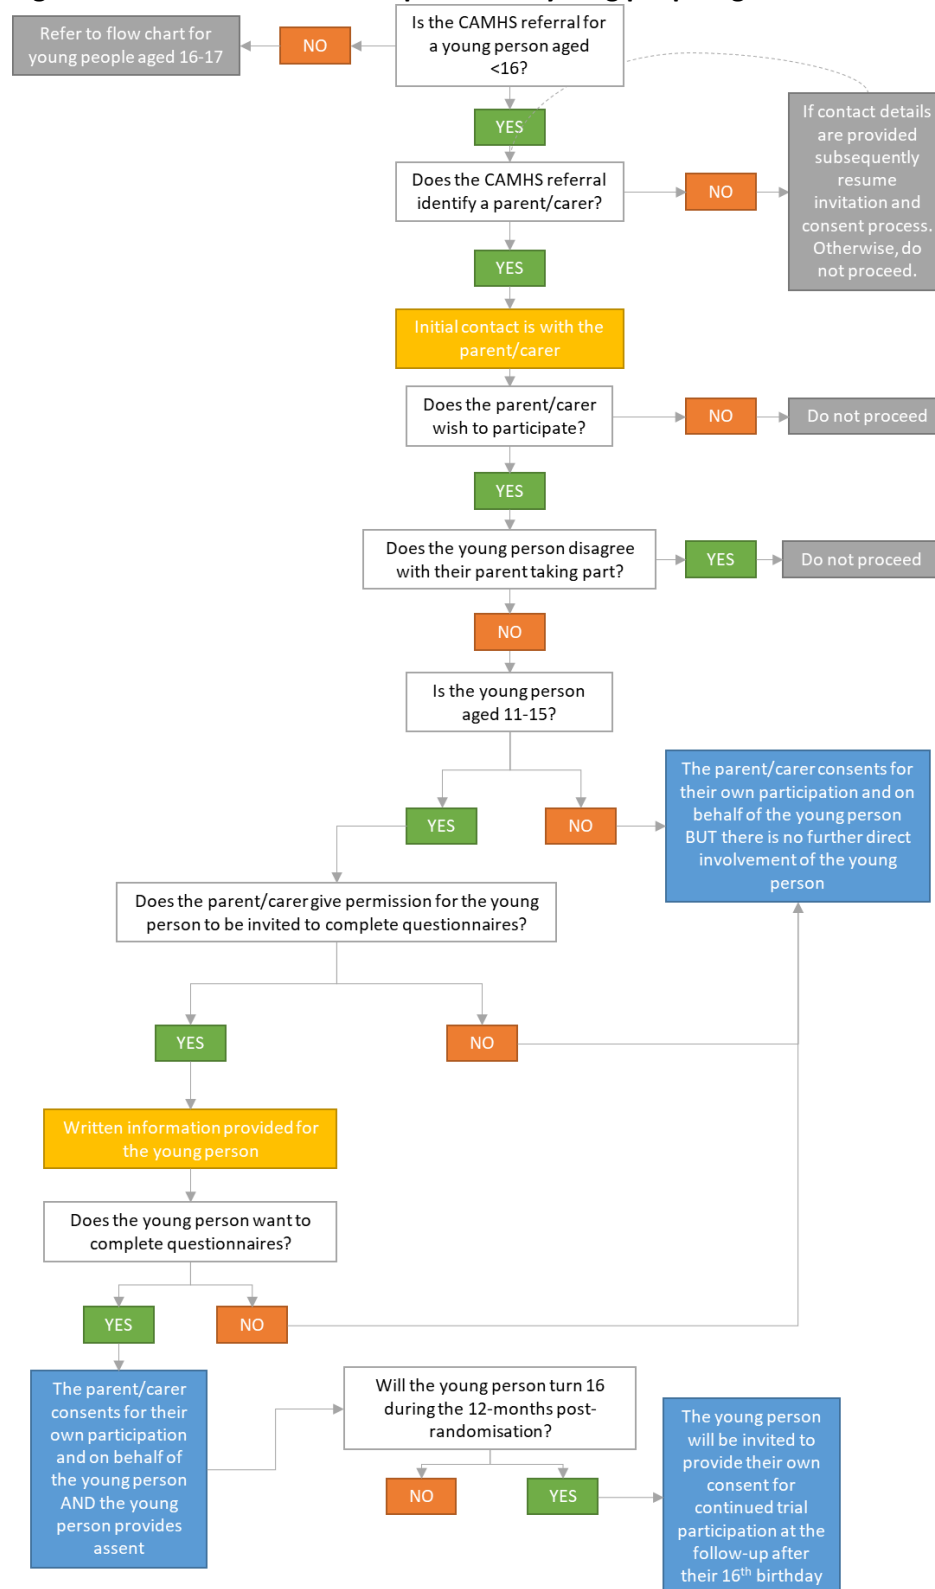 Is the CAMHS referral for
a young person aged
<16?
NO
Refer to flow chart for
young people aged 16-17
YES
Does the CAMHS referral
identify a parent/carer?
NO
If contact details
are provided
subsequently
resume
invitation and
consent process.
Otherwise, do
not proceed.
YES
Initial contact is with the
parent/carer
Does the parent/carer
wish to participate?
NO
Do not proceed
YES
Does the young person disagree
with their parent taking part?
YES
Do not proceed
NO
Is the young person
aged 11-15?
YES
NO
The parent/carer consents for
their own participation and on
behalf of the young person
BUT there is no further direct
involvement of the young
person
Does the parent/carer give permission for the young
person to be invited to complete questionnaires?
YES
NO
Written information provided for
the young person
Does the young person want to
complete questionnaires?
YES
NO
The parent/carer
consents for their
own participation
and on behalf of
the young person
AND the young
person provides
assent
Will the young person turn 16
during the 12-months post-
randomisation?
NO
YES
The young person
will be invited to
provide their own
consent for
continued trial
participation at the
follow-up after
their 16th birthday